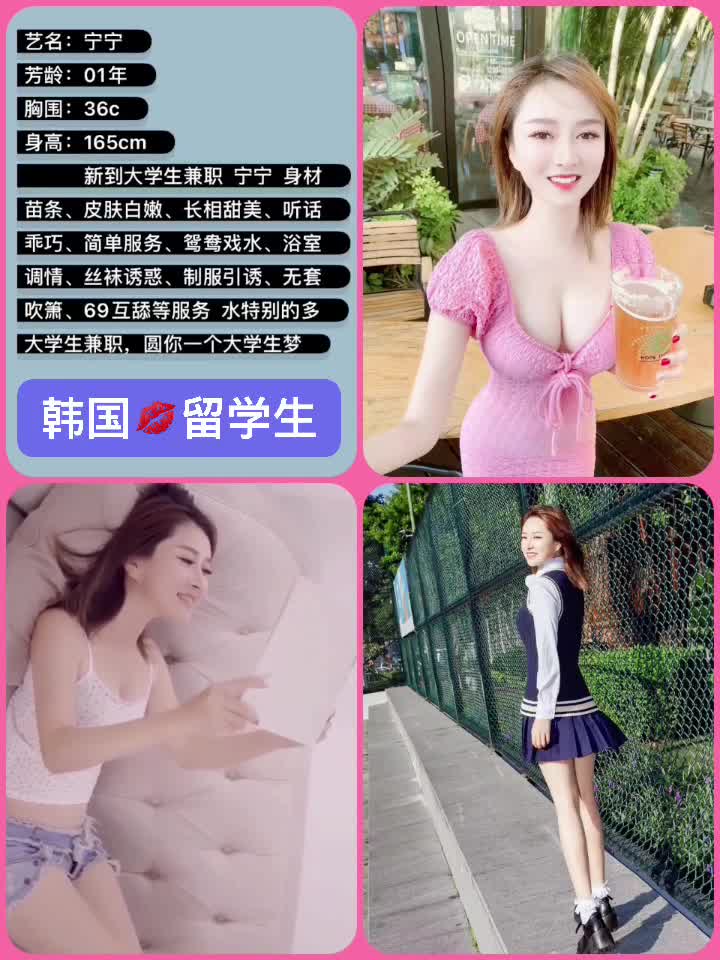 艺名：宁宁
芳龄：01年
胸围：36c
身高：165cm
新到大学生兼职 宁宁 身材
苗条、皮肤白嫩、长相甜美、听话
乖巧、简单服务、鸳鸯戏水、浴室
调情、丝袜诱惑、制服引诱、无套
吹箫、69互舔等服务 水特别的多
大学生兼职，圆你一个大学生梦
韩国💋留学生
OPEN TIME